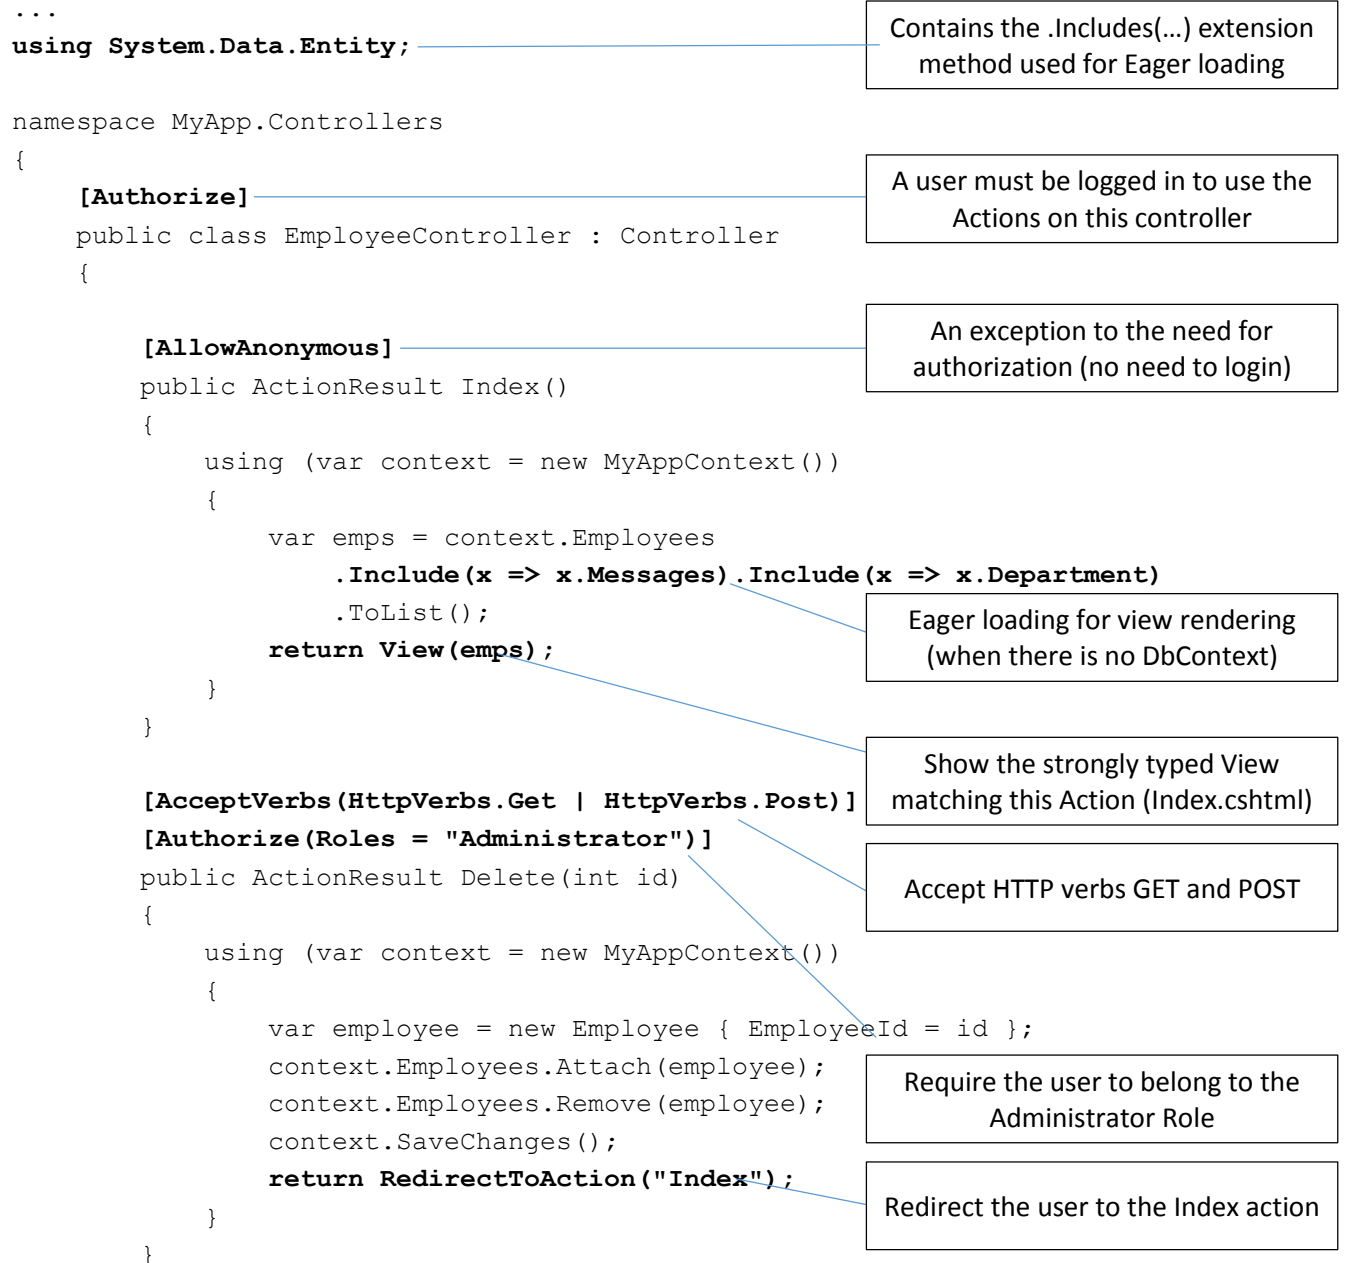 ...
using System.Data.Entity;
Contains the .Includes(…) extension
method used for Eager loading
namespace MyApp.Controllers
{
[Authorize]
A user must be logged in to use the
Actions on this controller
public class EmployeeController : Controller
{
[AllowAnonymous]
An exception to the need for
authorization (no need to login)
public ActionResult Index()
{
using (var context = new MyAppContext())
{
var emps = context.Employees
.Include(x => x.Messages).Include(x => x.Department)
.ToList();
Eager loading for view rendering
(when there is no DbContext)
return View(emps);
}
}
Show the strongly typed View
matching this Action (Index.cshtml)
[AcceptVerbs(HttpVerbs.Get | HttpVerbs.Post)]
[Authorize(Roles = "Administrator")]
public ActionResult Delete(int id)
Accept HTTP verbs GET and POST
{
using (var context = new MyAppContext())
{
var employee = new Employee { EmployeeId = id };
context.Employees.Attach(employee);
context.Employees.Remove(employee);
Require the user to belong to the
Administrator Role
context.SaveChanges();
return RedirectToAction("Index");
Redirect the user to the Index action
}
}